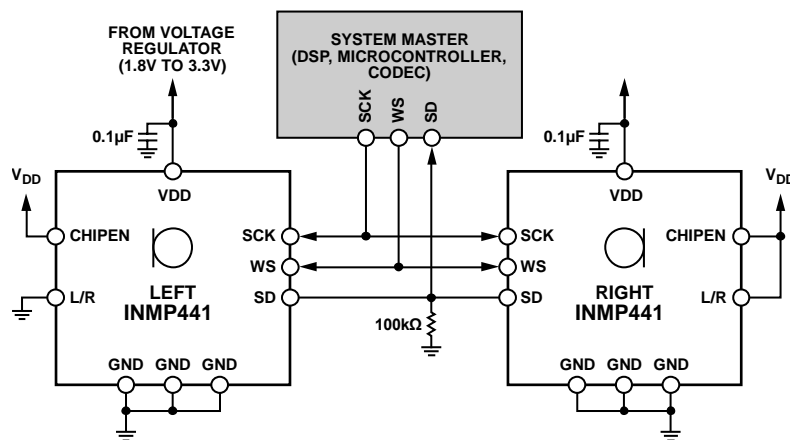 FROM VOLTAGE
REGULATOR
(1.8V TO 3.3V)
SYSTEM MASTER
(DSP, MICROCONTROLLER,
CODEC)
SCK
WS
SD
0.1µF
0.1µF
VDD
VDD
VDD
VDD
CHIPEN
SCK
SCK
CHIPEN
WS
WS
L/R
LEFT
INMP441
SD
SD
RIGHT
INMP441
L/R
100kΩ
GND
GND
GND
GND
GND
GND